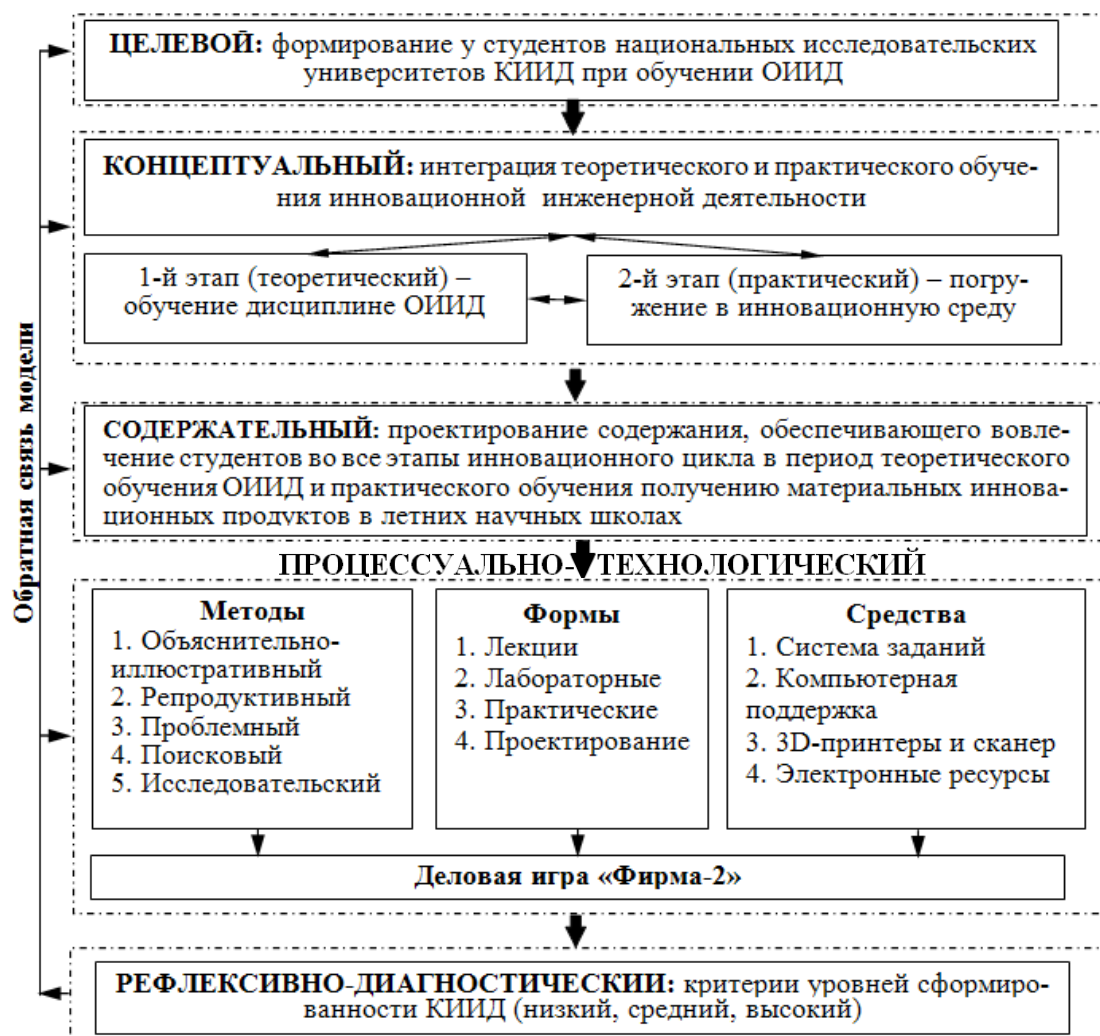 ЦЕЛЕВОЙ: формирование у студентов национальных исследовательских
университетов КИИД при обучении ОИИД
КОНЦЕПТУАЛЬНЫЙ: интеграция теоретического и практического обуче-
ния инновационной инженерной деятельности
1-й этап (теоретический) –
обучение дисциплине ОИИД
2-й этап (практический) – погру-
жение в инновационную среду
СОДЕРЖАТЕЛЬНЫЙ: проектирование содержания, обеспечивающего вовле-
чение студентов во все этапы инновационного цикла в период теоретического
обучения ОИИД и практического обучения получению материальных иннова-
ционных продуктов в летних научных школах
ПРОЦЕССУАЛЬНО-ТЕХНОЛОГИЧЕСКИЙ
Методы
1. Объяснительно-
иллюстративный
2. Репродуктивный
3. Проблемный
4. Поисковый
5. Исследовательский
Формы
1. Лекции
2. Лабораторные
3. Практические
4. Проектирование
Средства
1. Система заданий
2. Компьютерная
поддержка
3. 3D-принтеры и сканер
4. Электронные ресурсы
Деловая игра «Фирма-2»
РЕФЛЕКСИВНО-ДИАГНОСТИЧЕСКИЙ: критерии уровней сформиро-
ванности КИИД (низкий, средний, высокий)
Обратная связь модели